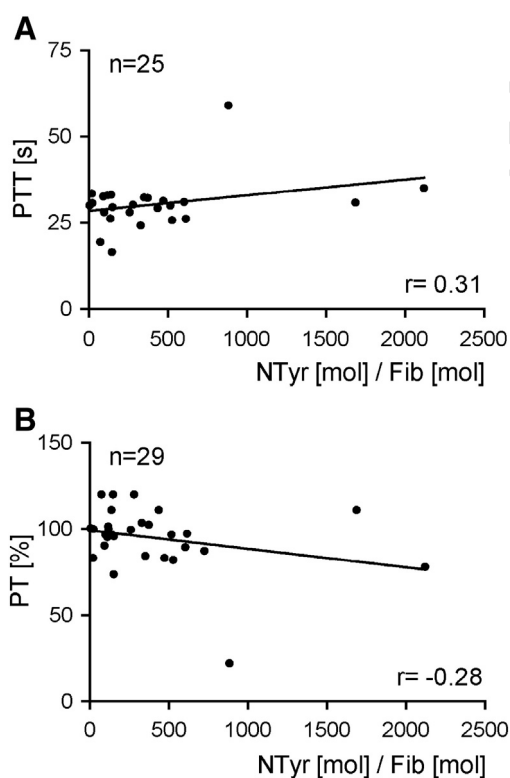 A
75
n=25
50
PTT [s]
25
r= 0.31
0
0 500 1000 1500 2000 2500
NTyr [mol] / Fib [mol]
B
150
n=29
100
PT [%]
50
r= -0.28
0
0 500 1000 1500 2000 2500
NTyr [mol] / Fib [mol]